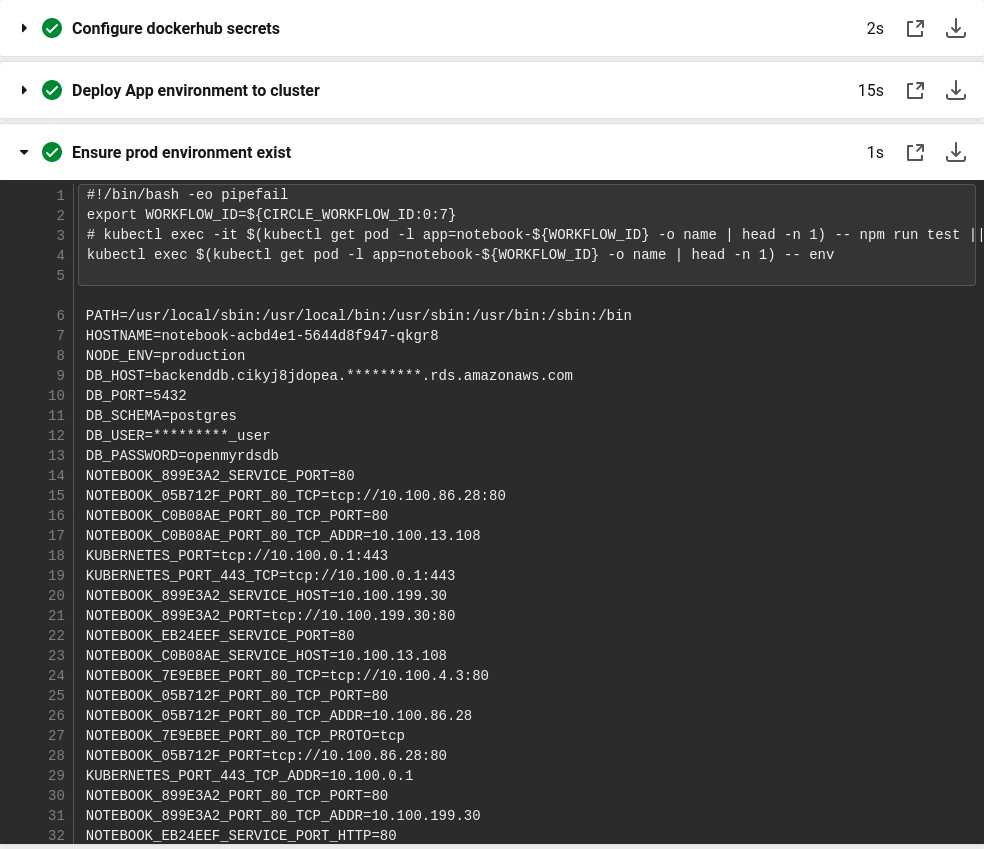 Configure dockerhub secrets 2s
Deploy App environment to cluster 15s
Ensure prod environment exist 1s
1 #!/bin/bash -eo pipefail
2 export WORKFLOW_ID=${CIRCLE_WORKFLOW_ID:0:7}
3 # kubectl exec -it $(kubectl get pod -l app=notebook-${WORKFLOW_ID} -o name | head -n 1) -- npm run test ||
4 kubectl exec $(kubectl get pod -l app=notebook-${WORKFLOW_ID} -o name | head -n 1) -- env
5
6 PATH=/usr/local/sbin:/usr/local/bin:/usr/sbin:/usr/bin:/sbin:/bin
7 HOSTNAME=notebook-acbd4e1-5644d8f947-qkgr8
8 NODE_ENV=production
9 DB_HOST=backenddb.cikyj8jdopea.*********.rds.amazonaws.com
10 DB_PORT=5432
11 DB_SCHEMA=postgres
12 DB_USER=*********_user
13 DB_PASSWORD=openmyrdsdb
14 NOTEBOOK_899E3A2_SERVICE_PORT=80
15 NOTEBOOK_05B712F_PORT_80_TCP=tcp://10.100.86.28:80
16 NOTEBOOK_C0B08AE_PORT_80_TCP_PORT=80
17 NOTEBOOK_C0B08AE_PORT_80_TCP_ADDR=10.100.13.108
18 KUBERNETES_PORT=tcp://10.100.0.1:443
19 KUBERNETES_PORT_443_TCP=tcp://10.100.0.1:443
20 NOTEBOOK_899E3A2_SERVICE_HOST=10.100.199.30
21 NOTEBOOK_899E3A2_PORT=tcp://10.100.199.30:80
22 NOTEBOOK_EB24EEF_SERVICE_PORT=80
23 NOTEBOOK_C0B08AE_SERVICE_HOST=10.100.13.108
24 NOTEBOOK_7E9EBEE_PORT_80_TCP=tcp://10.100.4.3:80
25 NOTEBOOK_05B712F_PORT_80_TCP_PORT=80
26 NOTEBOOK_05B712F_PORT_80_TCP_ADDR=10.100.86.28
27 NOTEBOOK_7E9EBEE_PORT_80_TCP_PROTO=tcp
28 NOTEBOOK_05B712F_PORT=tcp://10.100.86.28:80
29 KUBERNETES_PORT_443_TCP_ADDR=10.100.0.1
30 NOTEBOOK_899E3A2_PORT_80_TCP_PORT=80
31 NOTEBOOK_899E3A2_PORT_80_TCP_ADDR=10.100.199.30
32 NOTEBOOK_EB24EEF_SERVICE_PORT_HTTP=80